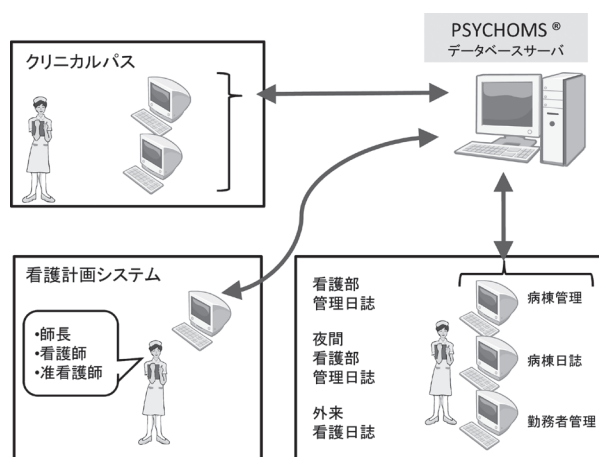 PSYCHOMS ®
データベースサーバ
クリニカルパス
看護計画システム
•師長
•看護師
•准看護師
看護部
管理日誌
夜間
看護部
管理日誌
外来
看護日誌
病棟管理
病棟日誌
勤務者管理